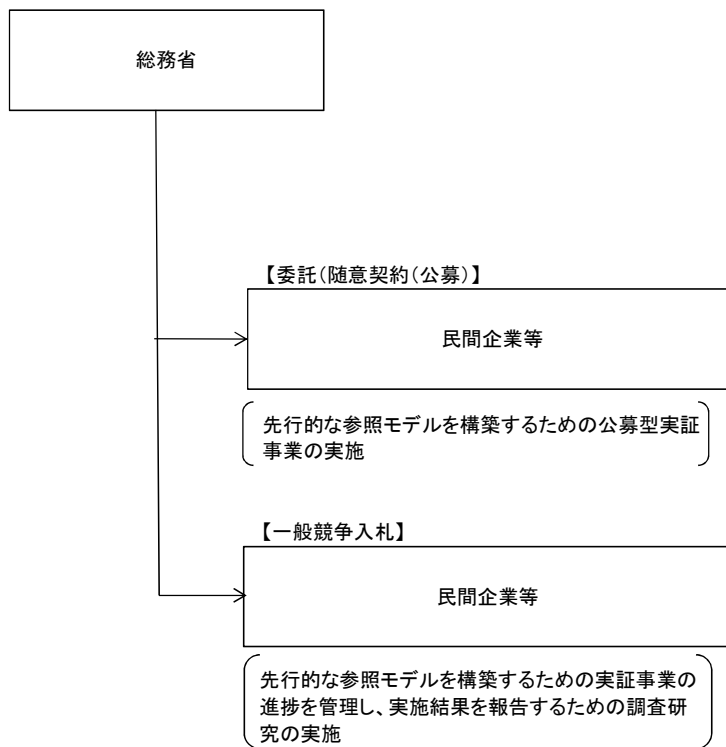 総務省
【委託(随意契約(公募)】
民間企業等
先行的な参照モデルを構築するための公募型実証
事業の実施
【一般競争入札】
民間企業等
先行的な参照モデルを構築するための実証事業の
進捗を管理し、実施結果を報告するための調査研
究の実施